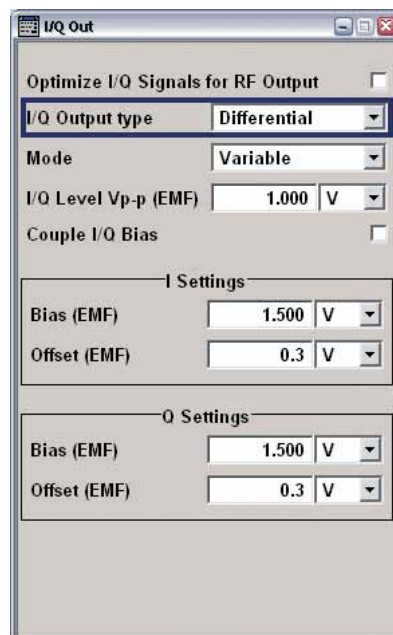 I/Q Out
Optimize I/Q Signals for RF Output
I/Q Output type Differential
Mode Variable
I/Q Level Vp-p (EMF) 1.000 V
Couple I/Q Bias
I Settings
Bias (EMF) 1.500 V
Offset (EMF) 0.3 V
Q Settings
Bias (EMF) 1.500 V
Offset (EMF) 0.3 V